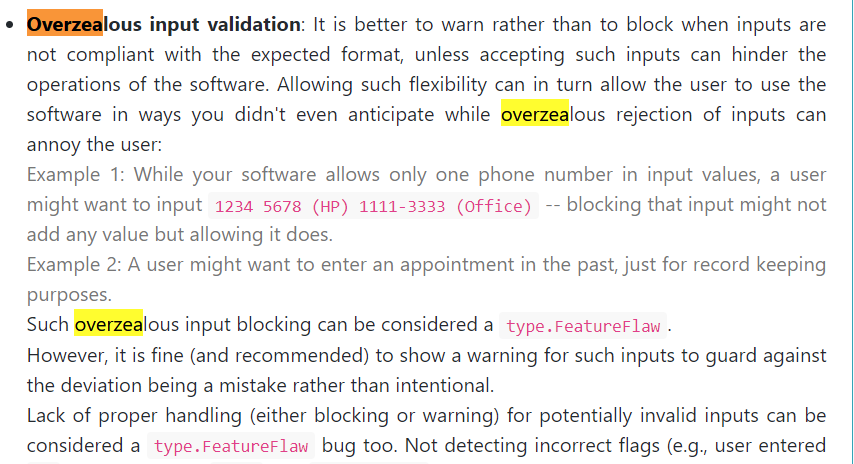 Overzealous input validation: It is better to warn rather than to block when inputs are
not compliant with the expected format, unless accepting such inputs can hinder the
operations of the software. Allowing such flexibility can in turn allow the user to use the
software in ways you didn't even anticipate while overzealous rejection of inputs can
annoy the user:
Example 1: While your software allows only one phone number in input values, a user
might want to input 1234 5678 (HP) 1111-3333 (Office) -- blocking that input might not
add any value but allowing it does.
Example 2: A user might want to enter an appointment in the past, just for record keeping
purposes.
Such overzealous input blocking can be considered a type.FeatureFlaw.
However, it is fine (and recommended) to show a warning for such inputs to guard against
the deviation being a mistake rather than intentional.
Lack of proper handling (either blocking or warning) for potentially invalid inputs can be
considered a type.FeatureFlaw bug too. Not detecting incorrect flags (e.g., user entered